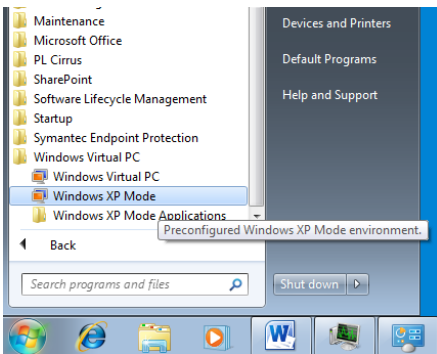 Maintenance
Microsoft Office
PL Cirrus
SharePoint
Software Lifecycle Management
Startup
Symantec Endpoint Protection
Windows Virtual PC
Windows Virtual PC
Windows XP Mode
Windows XP Mode Applications
Back
Search programs and files
Devices and Printers
Default Programs
Help and Support
Preconfigured Windows XP Mode environment.
Shut down
W